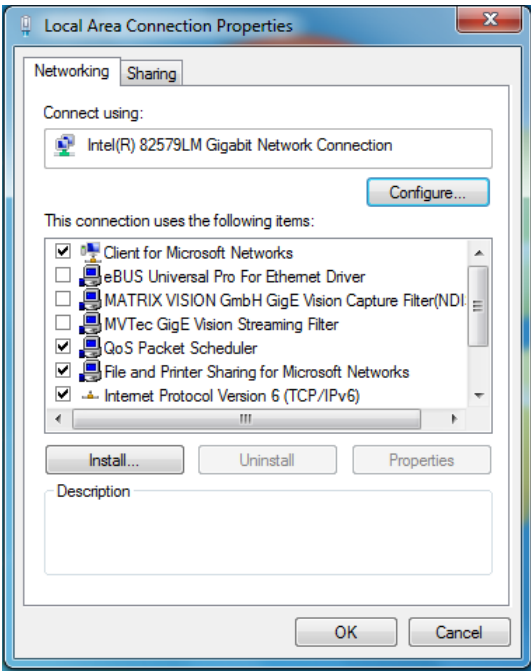 Local Area Connection Properties
Networking
Sharing
Connect using:
Intel(R) 82579LM Gigabit Network Connection
Configure...
This connection uses the following items:
Client for Microsoft Networks
eBUS Universal Pro For Ethernet Driver
MATRIX VISION GmbH GigE Vision Capture Filter(NDI
MVTec GigE Vision Streaming Filter
QoS Packet Scheduler
File and Printer Sharing for Microsoft Networks
Internet Protocol Version 6 (TCP/IPv6)
Install...
Uninstall
Properties
Description
OK
Cancel